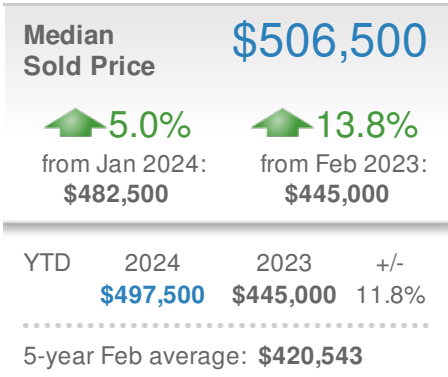 Median
Sold Price
$506,500
5.0%
from Jan 2024:
$482,500
13.8%
from Feb 2023:
$445,000
YTD 2024 2023 +/-
$497,500 $445,000 11.8%
5-year Feb average: $420,543